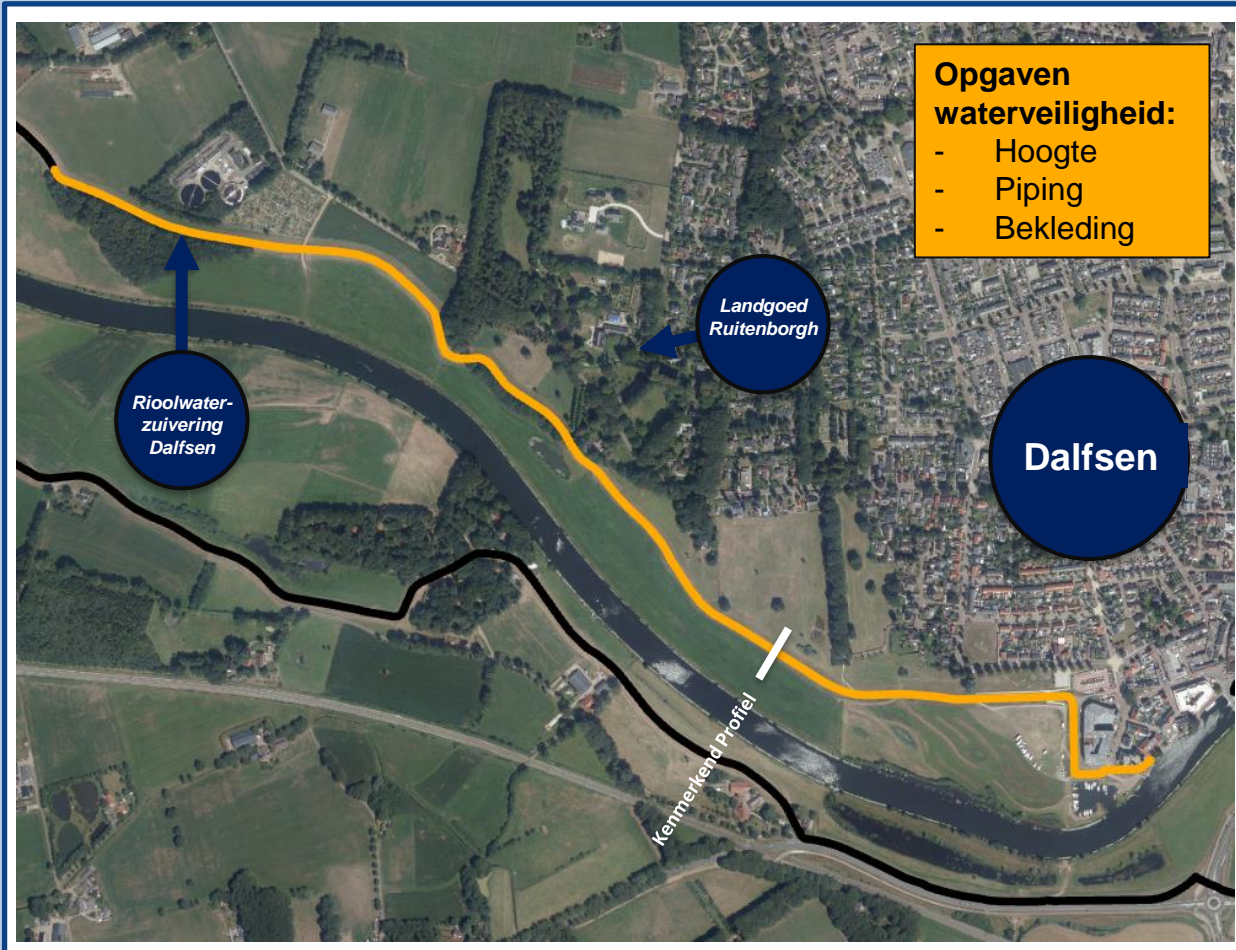 Opgaven
waterveiligheid:
- Hoogte
- Piping
- Bekleding
Landgoed
Ruitenborgh
Rioolwater-
zuivering
Dalfsen
Dalfsen
Kenmerkend Profiel